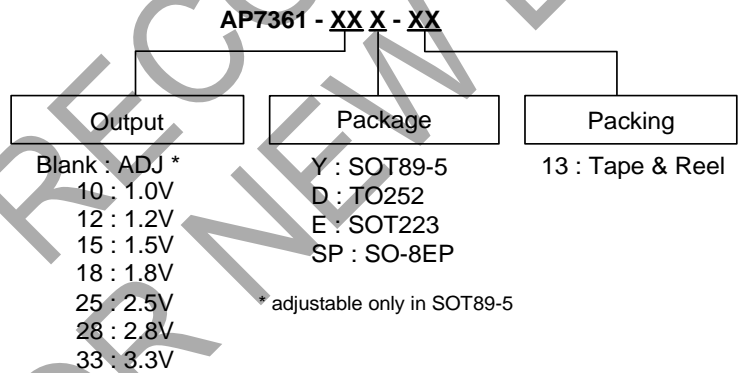 AP7361 - XX X - XX
Output
Package
Packing
Blank : ADJ *
10 : 1.0V
12 : 1.2V
15 : 1.5V
18 : 1.8V
25 : 2.5V
28 : 2.8V
33 : 3.3V
Y : SOT89-5
D : TO252
E : SOT223
SP : SO-8EP
* adjustable only in SOT89-5
13 : Tape & Reel
NEW